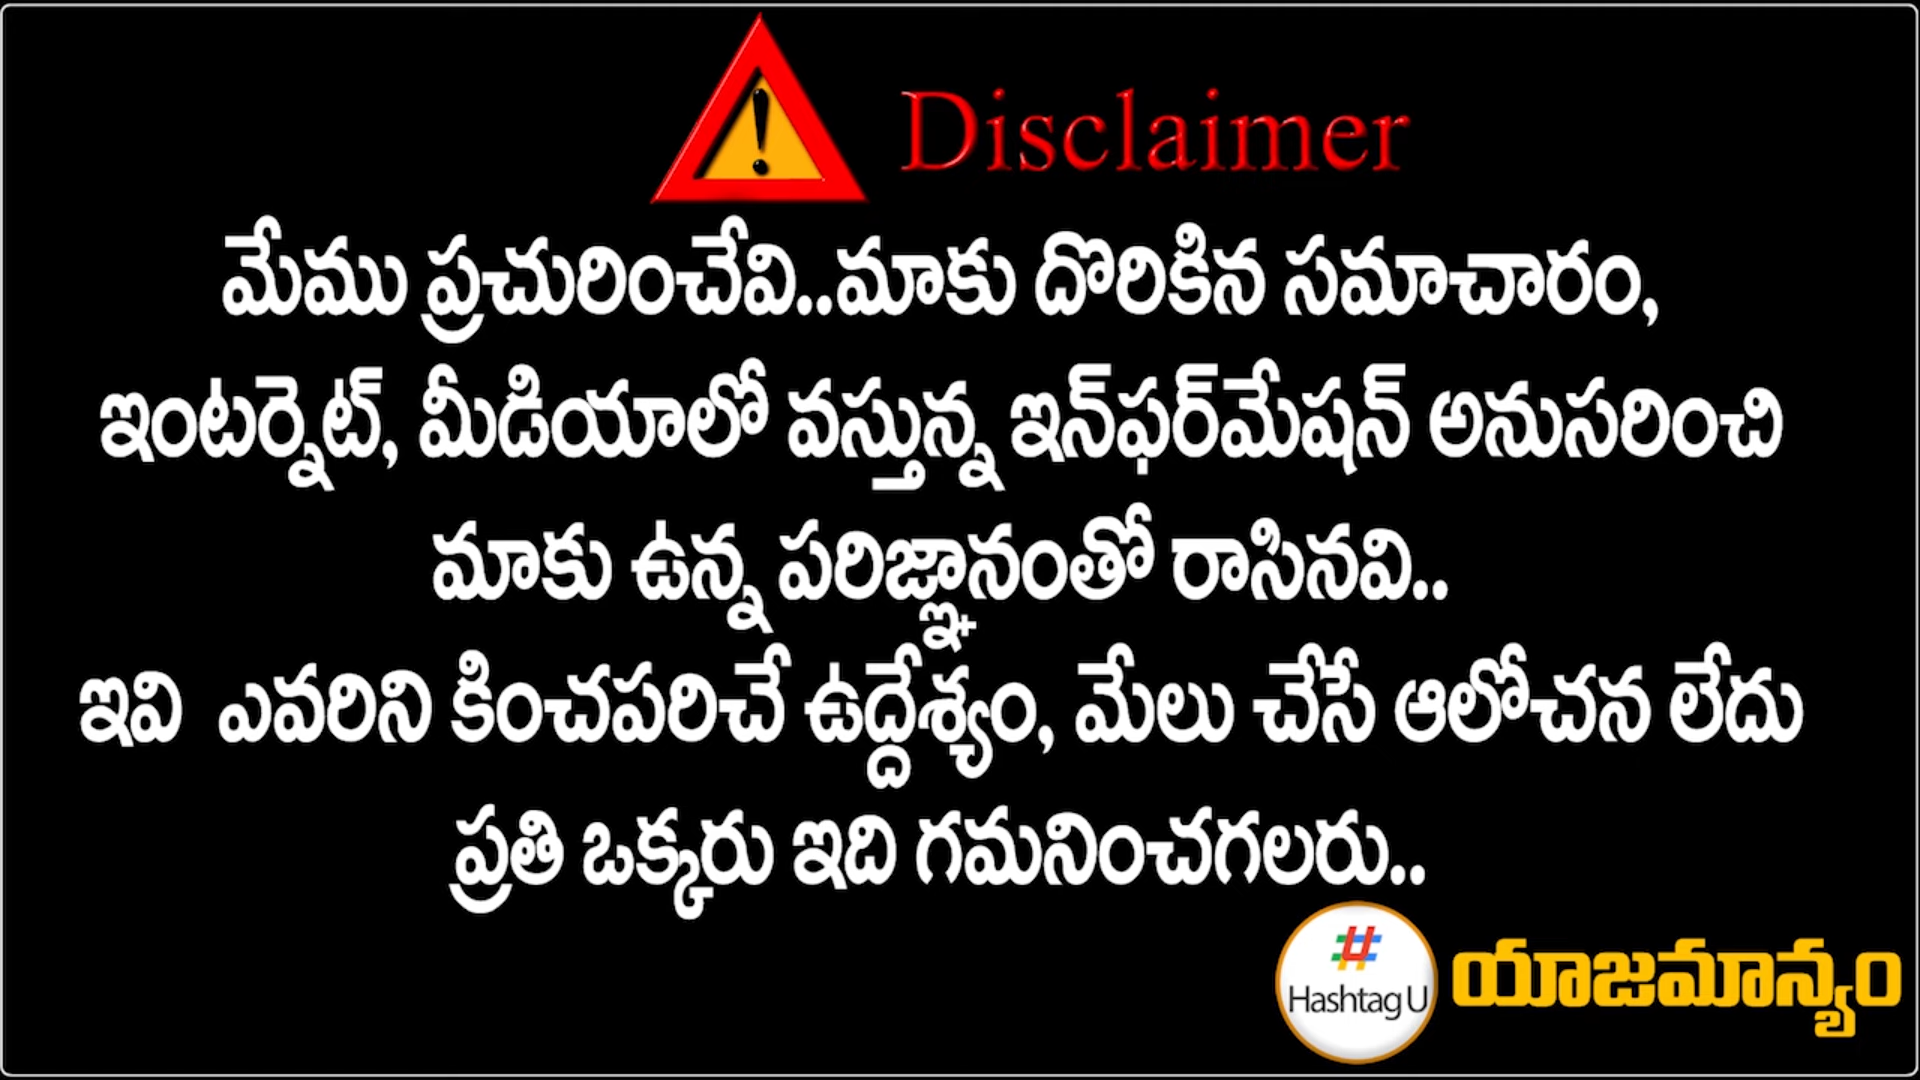 Disclaimer
మేము ప్రచురించేవి..మాకు దొరికిన సమాచారం,
ఇంటర్నెట్, మీడియాలో వస్తున్న ఇన్‌ఫర్‌మేషన్ అనుసరించి
మాకు ఉన్న పరిజ్ఞానంతో రాసినవి..
ఇవి ఎవరిని కించపరిచే ఉద్దేశ్యం, మేలు చేసే ఆలోచన లేదు
ప్రతి ఒక్కరు ఇది గమనించగలరు..
#
Hashtag U
యాజమాన్యం